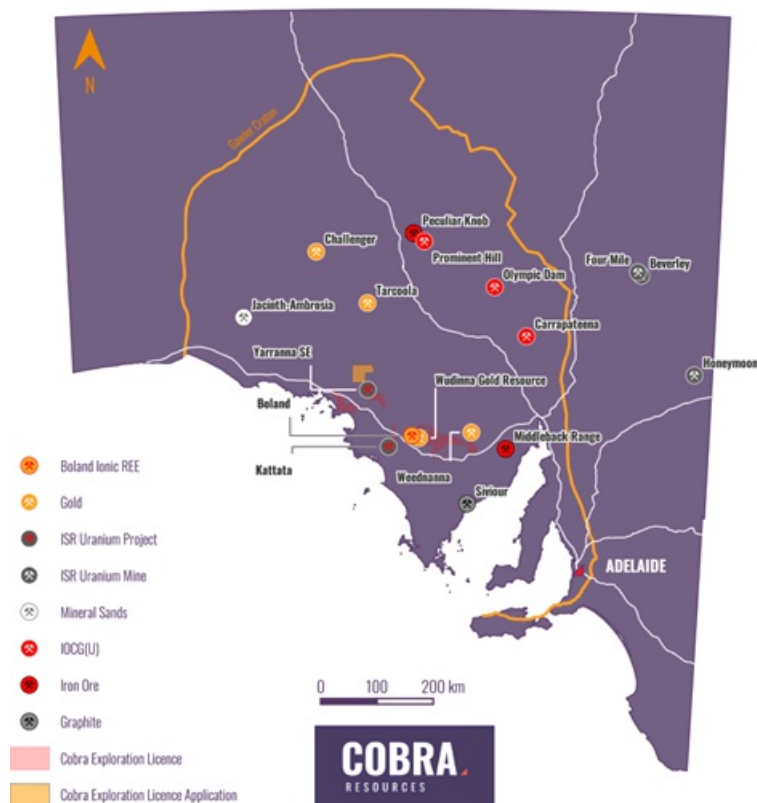 N
Gawler Craton
Peculiar Knob
Challenger
Prominent Hill
Four Mile
Beverley
Olympic Dam
Tarcoola
Jacinth-Ambrosia
Carrapateena
Yarranna SE
Honeymoon
Wudinna Gold Resource
Boland
Middleback Range
Kattata
Weednanna
Siviour
ADELAIDE
Boland Ionic REE
Gold
ISR Uranium Project
ISR Uranium Mine
Mineral Sands
IOCG(U)
Iron Ore
Graphite
Cobra Exploration Licence
Cobra Exploration Licence Application
0 100 200 km
COBRA
RESOURCES